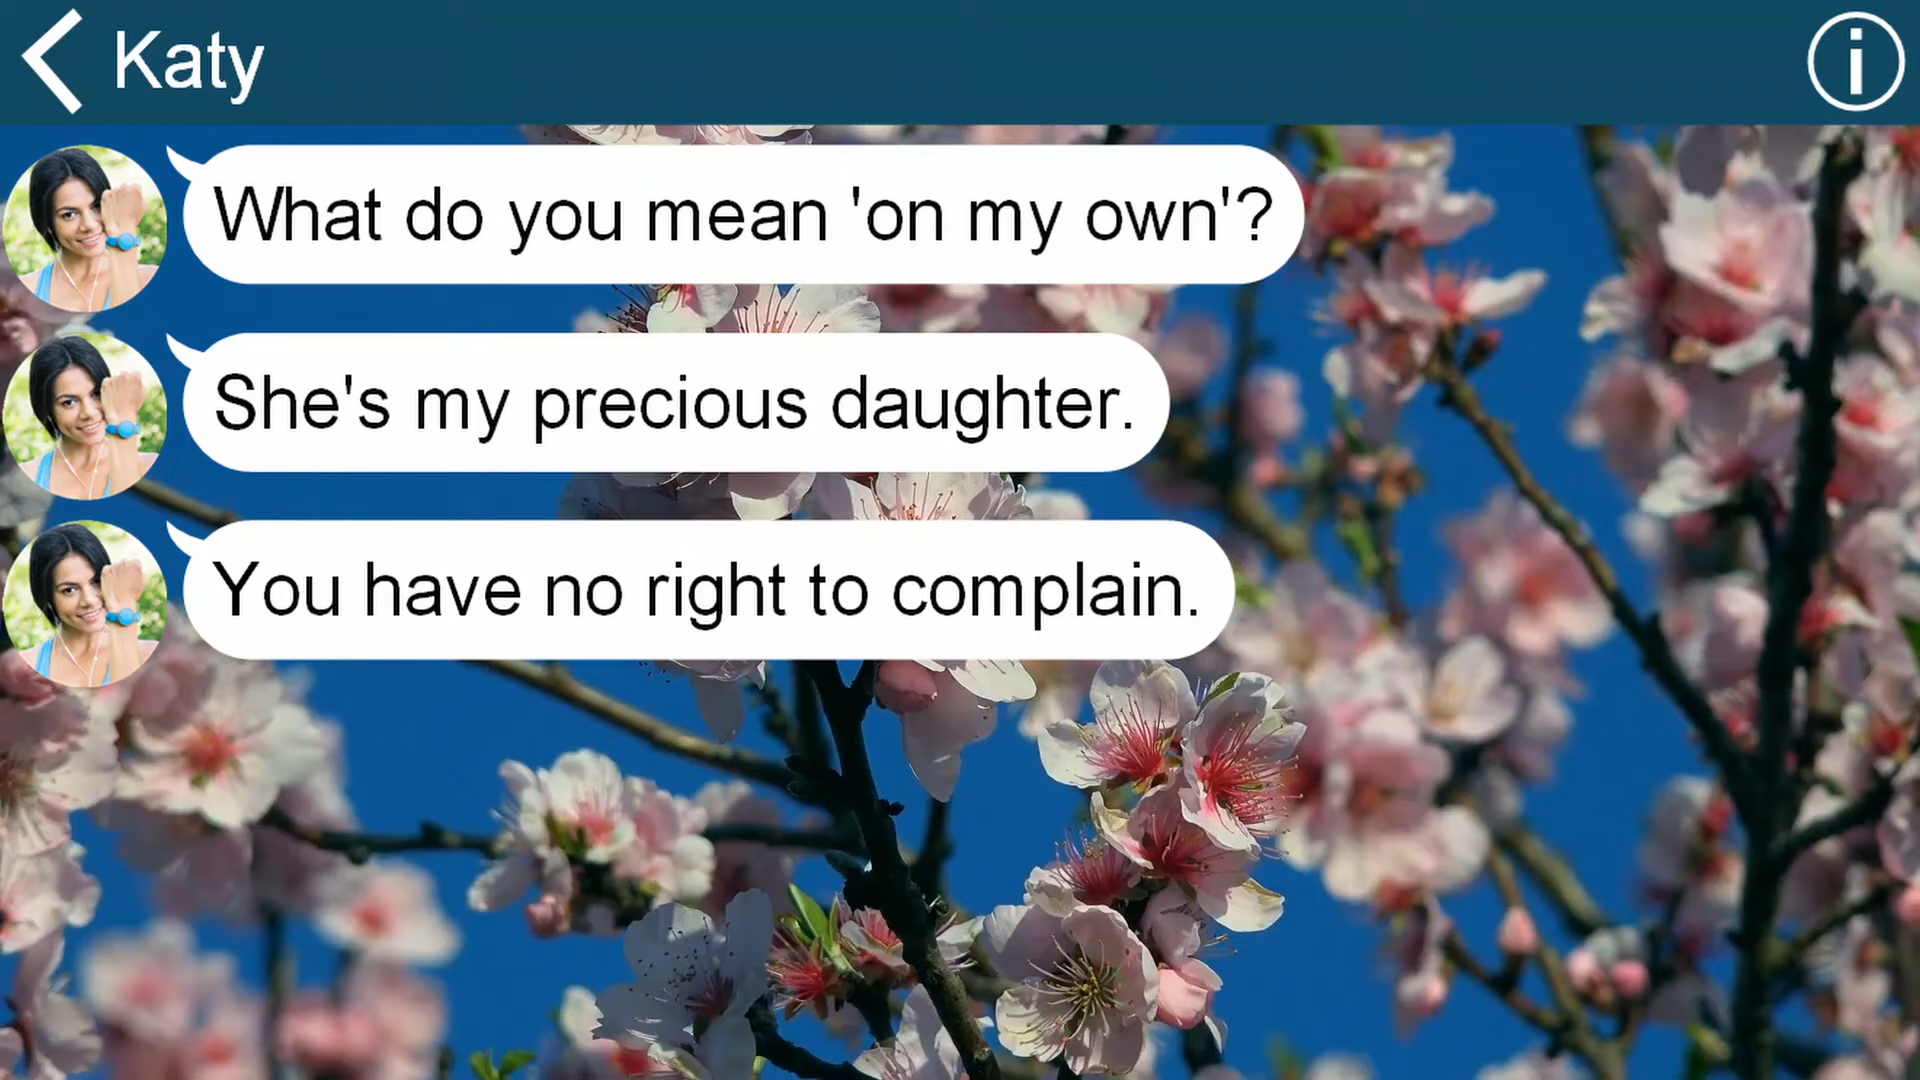 Katy
What do you mean 'on my own'?
She's my precious daughter.
You have no right to complain.